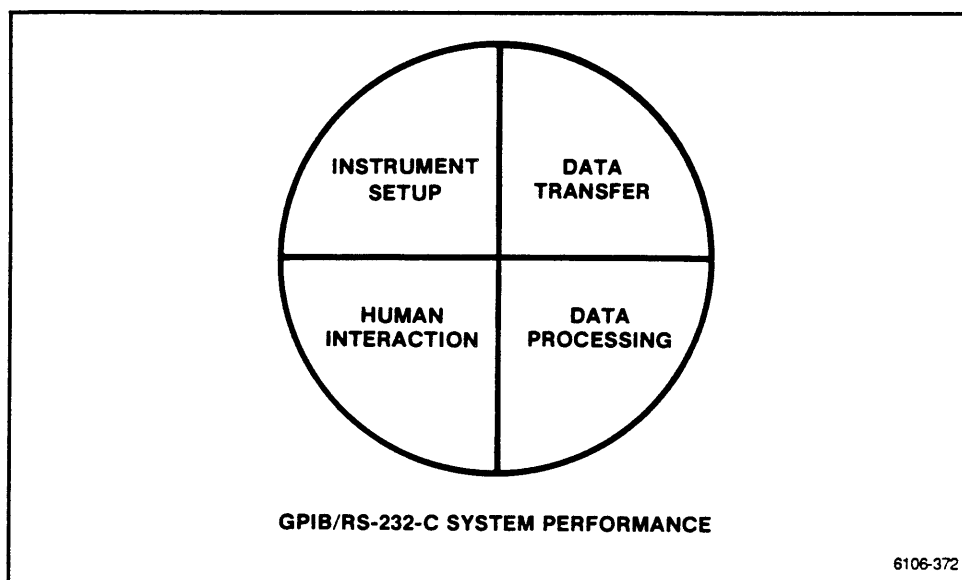 INSTRUMENT
SETUP
DATA
TRANSFER
HUMAN
INTERACTION
DATA
PROCESSING
GPIB/RS-232-C SYSTEM PERFORMANCE
6106-372